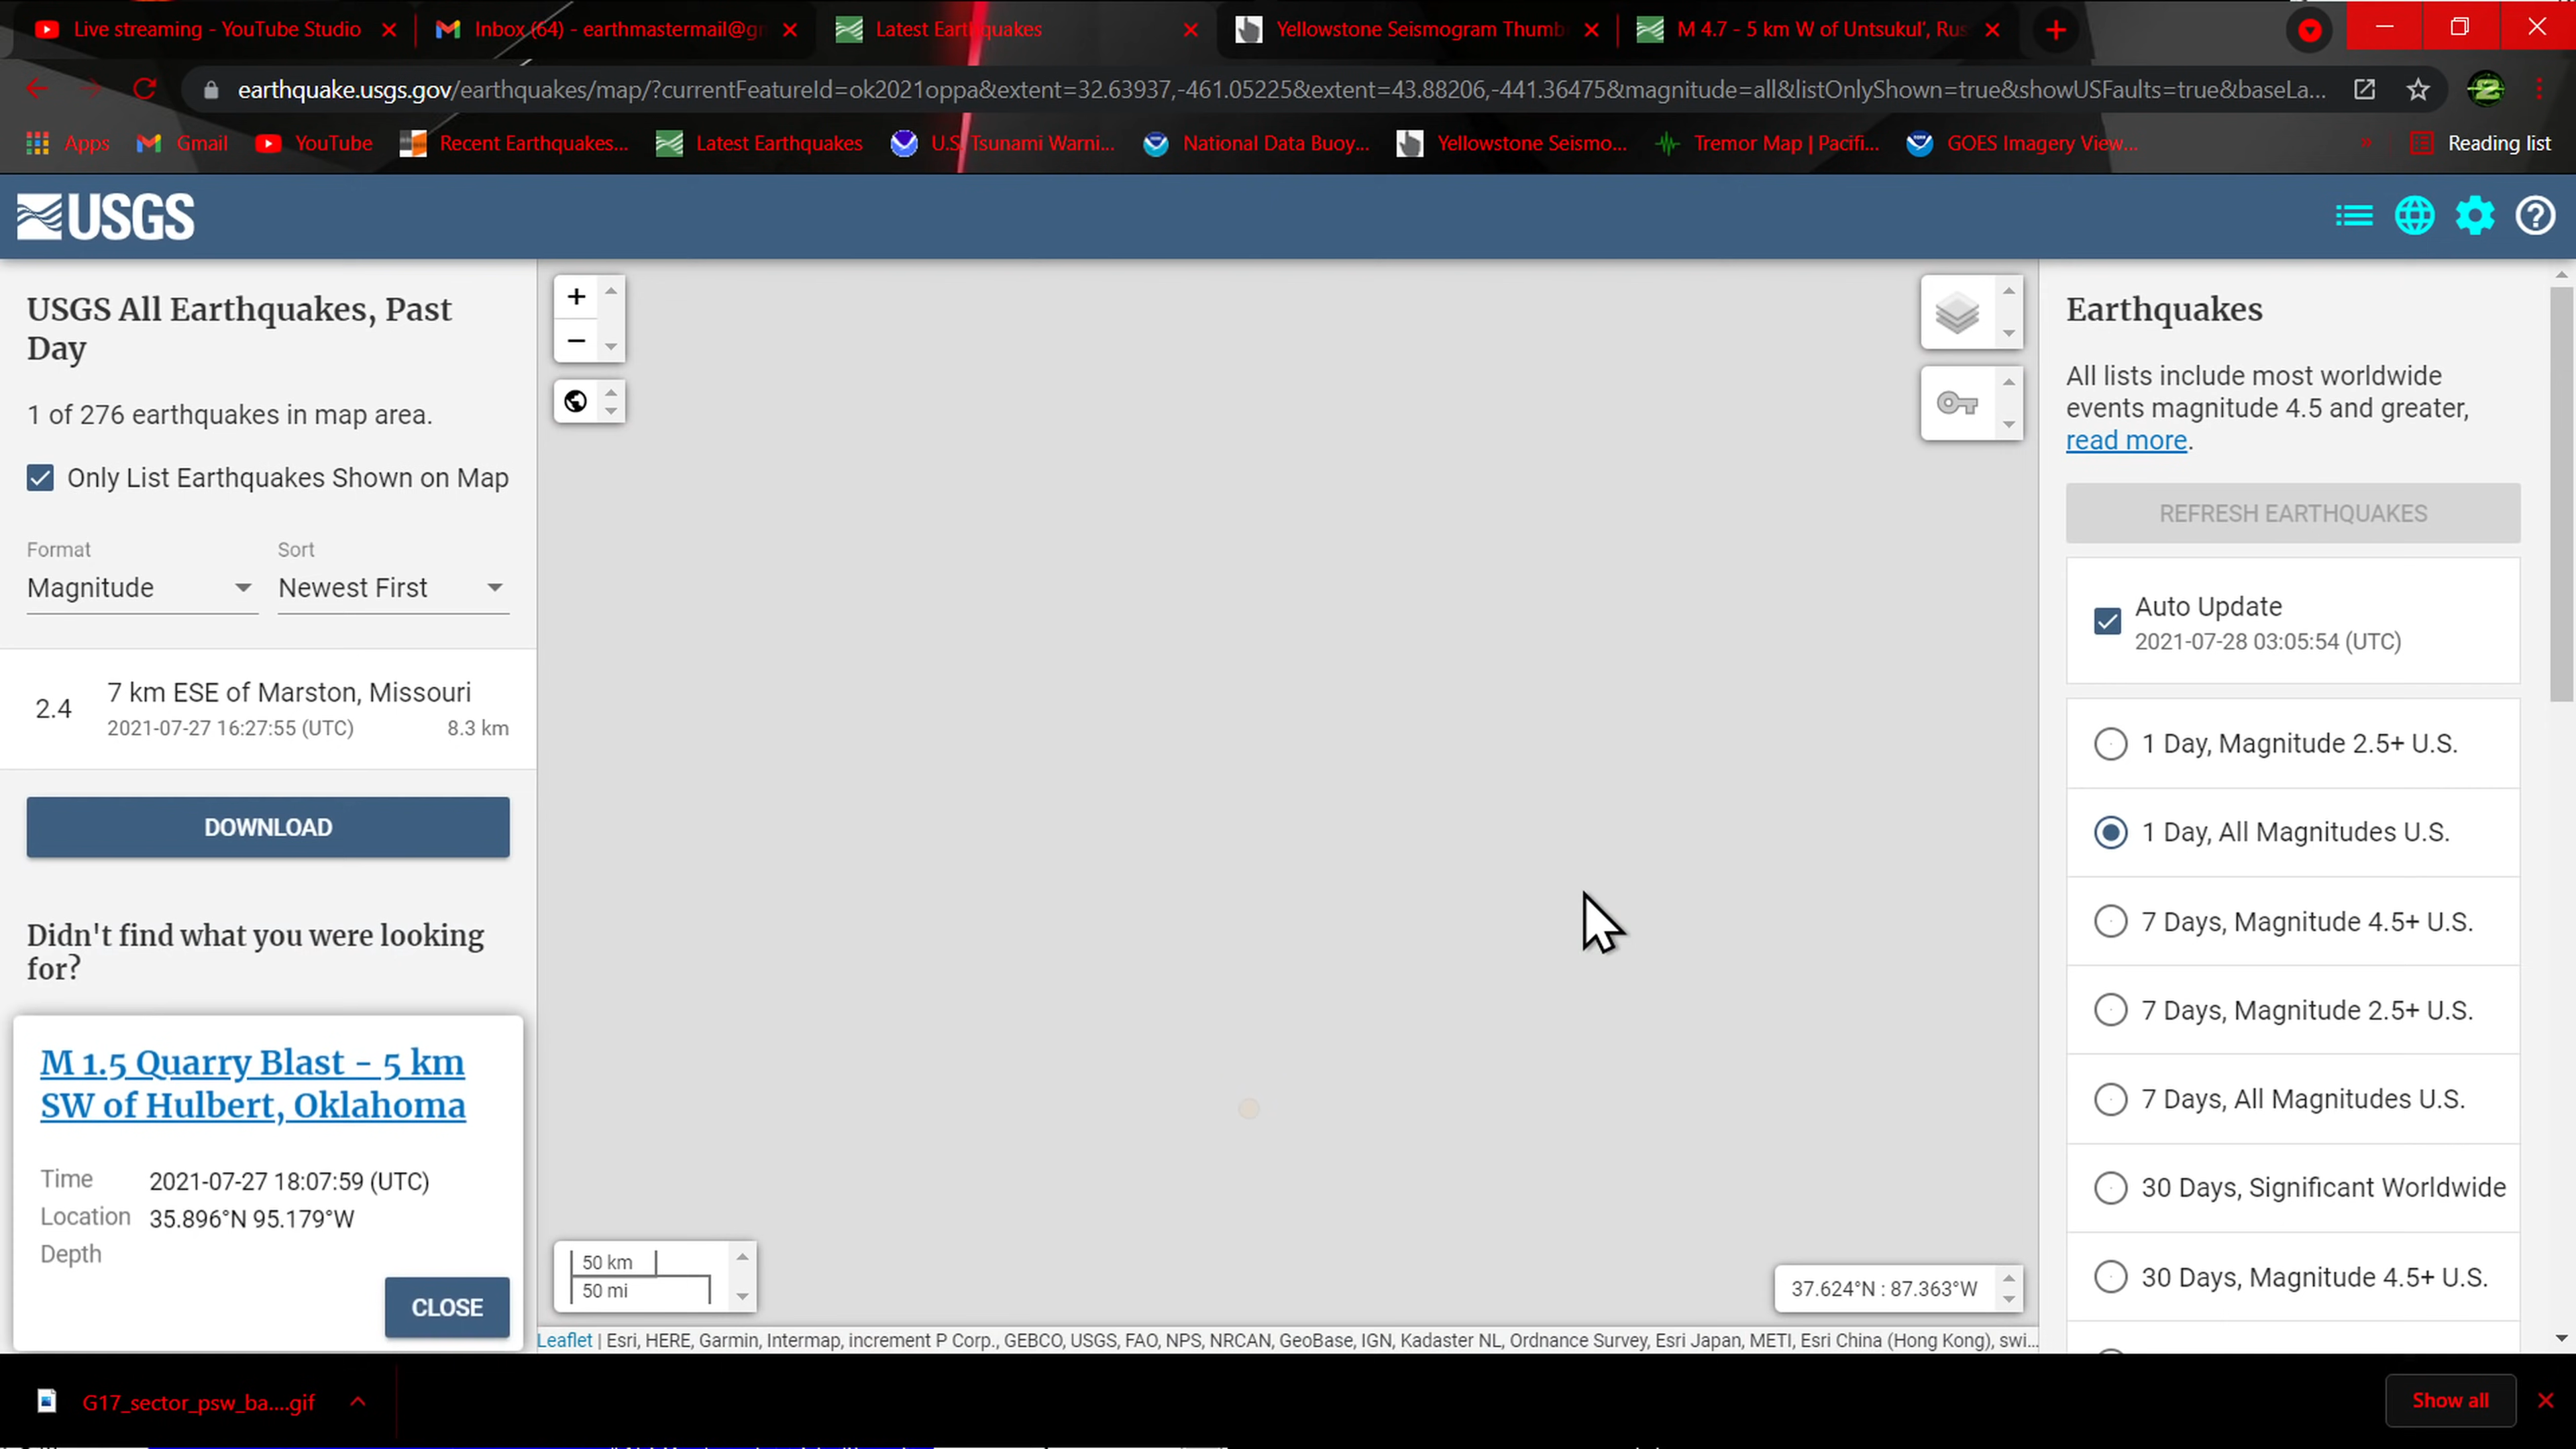 Live streaming - YouTube Studio
Inbox (64) - earthmastermail@gm
Latest Earthquakes
Yellowstone Seismogram Thumb
M 4.7 - 5 km W of Untsukul', Rus
earthquake.usgs.gov/earthquakes/map/?currentFeatureId=ok2021oppa&extent=32.63937,-461.05225&extent=43.88206,-441.36475&magnitude=all&listOnlyShown=true&showUSFaults=true&baseLa...
Apps
Gmail
YouTube
Recent Earthquakes...
Latest Earthquakes
U.S. Tsunami Warni...
National Data Buoy...
Yellowstone Seismo...
Tremor Map | Pacifi...
GOES Imagery View...
»
Reading list
USGS
USGS All Earthquakes, Past
Day
1 of 276 earthquakes in map area.
Only List Earthquakes Shown on Map
Format
Sort
Magnitude
Newest First
2.4
7 km ESE of Marston, Missouri
2021-07-27 16:27:55 (UTC)
8.3 km
DOWNLOAD
Didn't find what you were looking
for?
M 1.5 Quarry Blast - 5 km
SW of Hulbert, Oklahoma
Time 2021-07-27 18:07:59 (UTC)
Location 35.896°N 95.179°W
Depth
CLOSE
+
−
50 km
50 mi
37.624°N : 87.363°W
Leaflet | Esri, HERE, Garmin, Intermap, increment P Corp., GEBCO, USGS, FAO, NPS, NRCAN, GeoBase, IGN, Kadaster NL, Ordnance Survey, Esri Japan, METI, Esri China (Hong Kong), swi...
Earthquakes
All lists include most worldwide
events magnitude 4.5 and greater,
read more.
REFRESH EARTHQUAKES
Auto Update
2021-07-28 03:05:54 (UTC)
1 Day, Magnitude 2.5+ U.S.
1 Day, All Magnitudes U.S.
7 Days, Magnitude 4.5+ U.S.
7 Days, Magnitude 2.5+ U.S.
7 Days, All Magnitudes U.S.
30 Days, Significant Worldwide
30 Days, Magnitude 4.5+ U.S.
G17_sector_psw_ba....gif
Show all